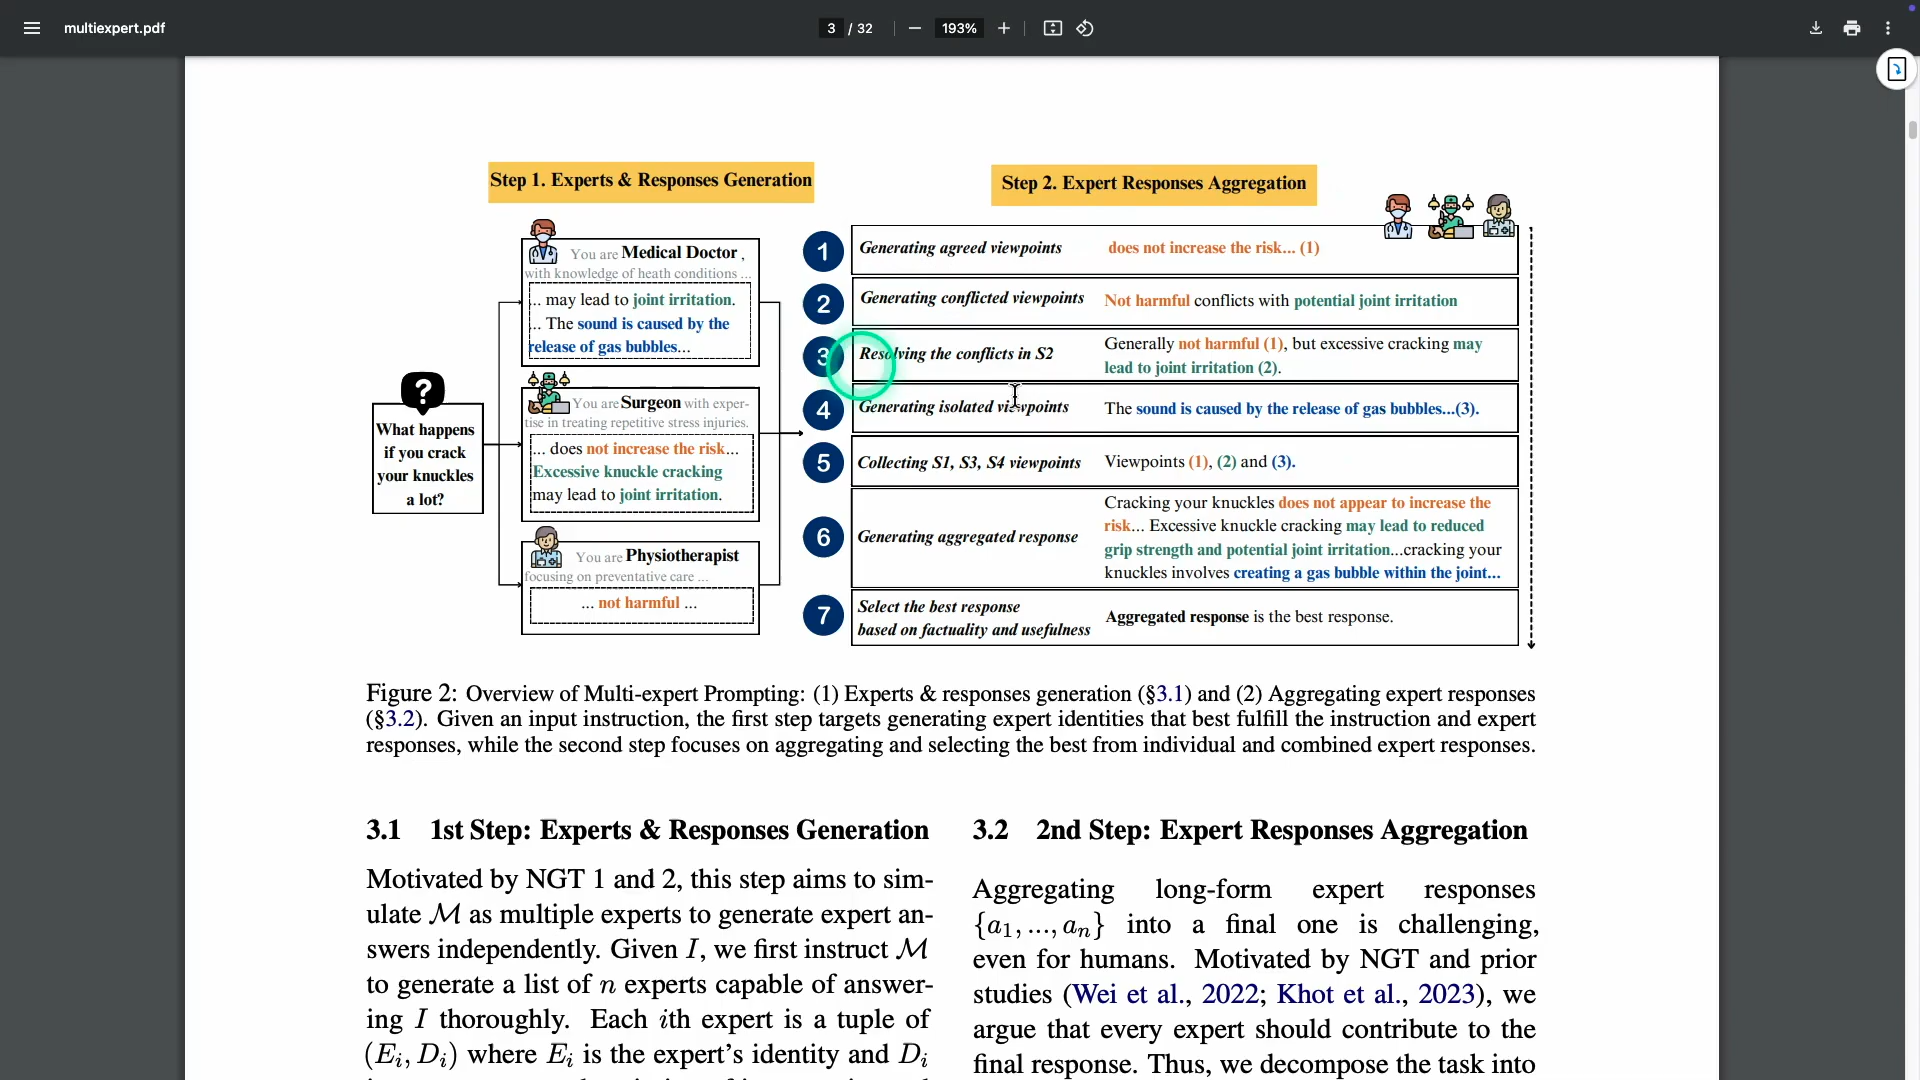 multiexpert.pdf
3 / 32
193%
Step 1. Experts & Responses Generation
You are Medical Doctor ,
with knowledge of heath conditions ...
... may lead to joint irritation.
... The sound is caused by the
release of gas bubbles...
?
What happens
if you crack
your knuckles
a lot?
You are Surgeon with exper-
tise in treating repetitive stress injuries.
... does not increase the risk...
Excessive knuckle cracking
may lead to joint irritation.
You are Physiotherapist
focusing on preventative care ...
... not harmful ...
Step 2. Expert Responses Aggregation
1 Generating agreed viewpoints does not increase the risk... (1)
2 Generating conflicted viewpoints Not harmful conflicts with potential joint irritation
3 Resolving the conflicts in S2 Generally not harmful (1), but excessive cracking may
lead to joint irritation (2).
4 Generating isolated viewpoints The sound is caused by the release of gas bubbles...(3).
5 Collecting S1, S3, S4 viewpoints Viewpoints (1), (2) and (3).
6 Generating aggregated response Cracking your knuckles does not appear to increase the
risk... Excessive knuckle cracking may lead to reduced
grip strength and potential joint irritation...cracking your
knuckles involves creating a gas bubble within the joint...
7 Select the best response
based on factuality and usefulness Aggregated response is the best response.
Figure 2: Overview of Multi-expert Prompting: (1) Experts & responses generation (§3.1) and (2) Aggregating expert responses
(§3.2). Given an input instruction, the first step targets generating expert identities that best fulfill the instruction and expert
responses, while the second step focuses on aggregating and selecting the best from individual and combined expert responses.
3.1 1st Step: Experts & Responses Generation
Motivated by NGT 1 and 2, this step aims to sim-
ulate M as multiple experts to generate expert an-
swers independently. Given I, we first instruct M
to generate a list of n experts capable of answer-
ing I thoroughly. Each ith expert is a tuple of
(Ei, Di) where Ei is the expert's identity and Di
3.2 2nd Step: Expert Responses Aggregation
Aggregating long-form expert responses
{a1, ..., an} into a final one is challenging,
even for humans. Motivated by NGT and prior
studies (Wei et al., 2022; Khot et al., 2023), we
argue that every expert should contribute to the
final response. Thus, we decompose the task into